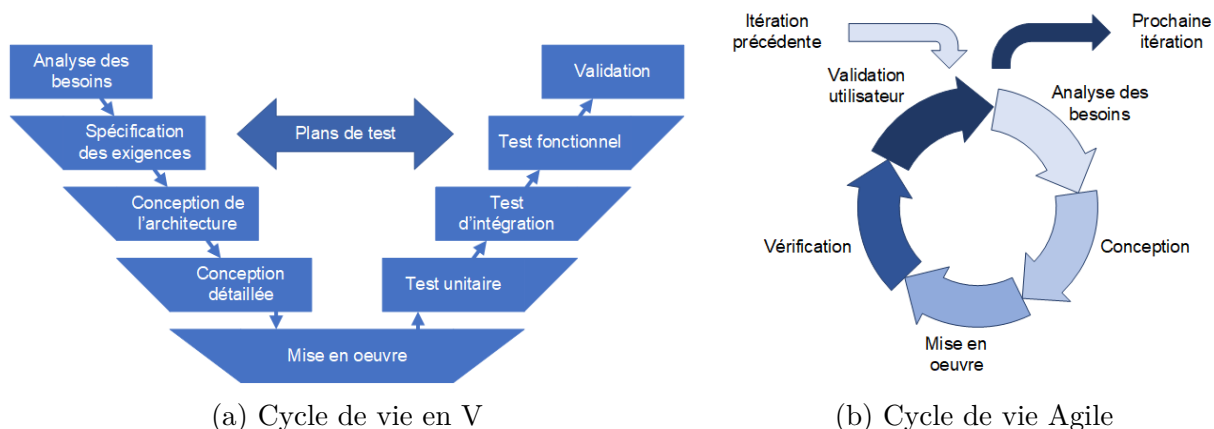 Analyse des
besoins
Spécification
des exigences
Conception de
l'architecture
Conception
détaillée
Mise en oeuvre
Plans de test
Validation
Test fonctionnel
Test
d'intégration
Test unitaire
(a) Cycle de vie en V
Itération
précédente
Prochaine
itération
Validation
utilisateur
Analyse des
besoins
Vérification
Conception
Mise en
oeuvre
(b) Cycle de vie Agile